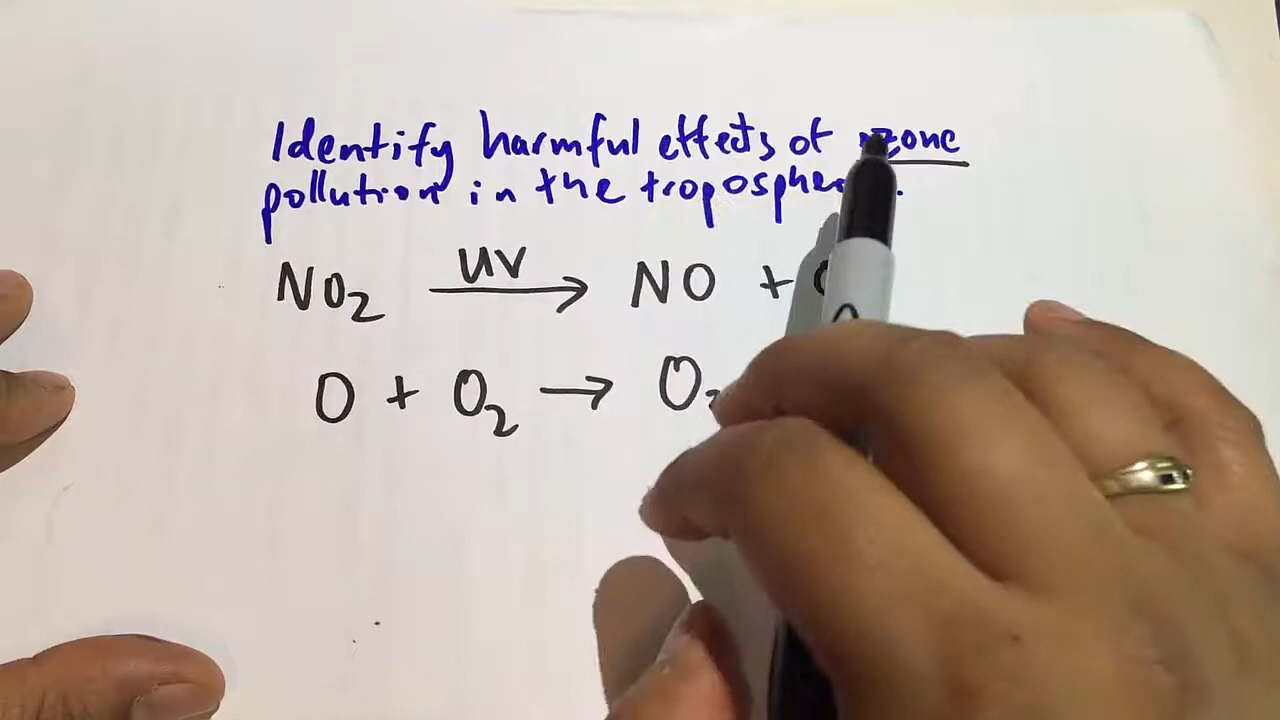 Identify harmful effects of ozone
pollution in the troposphere.
NO₂ UV→ NO +
O + O₂ → O